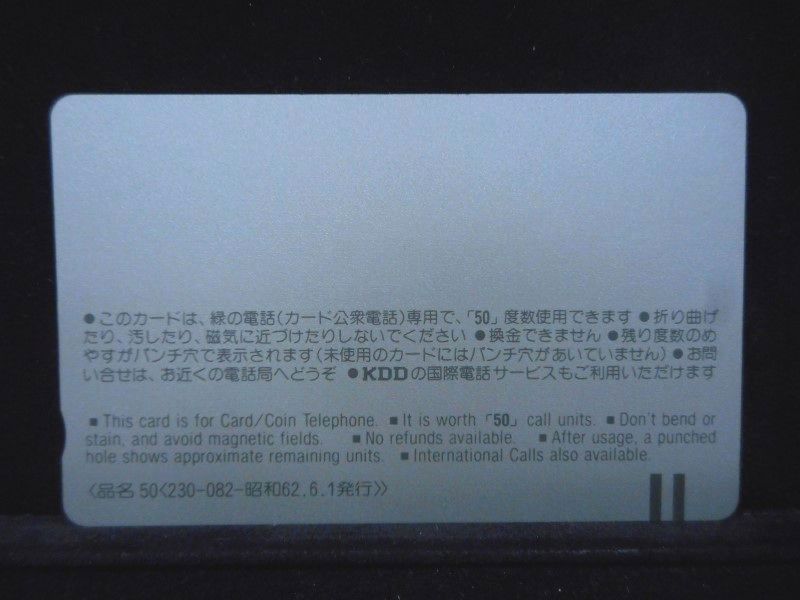 ●このカードは、緑の電話(カード公衆電話)専用で、「50」度数使用できます ●折り曲げ
たり、汚したり、磁気に近づけたりしないでください ●換金できません ●残り度数のめ
やすがパンチ穴で表示されます(未使用のカードにはパンチ穴があいていません) ●お問
い合せは、お近くの電話局へどうぞ ●KDDの国際電話サービスもご利用いただけます
■ This card is for Card/Coin Telephone. ■ It is worth「50」call units. ■ Don't bend or
stain, and avoid magnetic fields. ■ No refunds available. ■ After usage, a punched
hole shows approximate remaining units. ■ International Calls also available.
〈品名 50〈230-082-昭和62.6.1発行〉〉